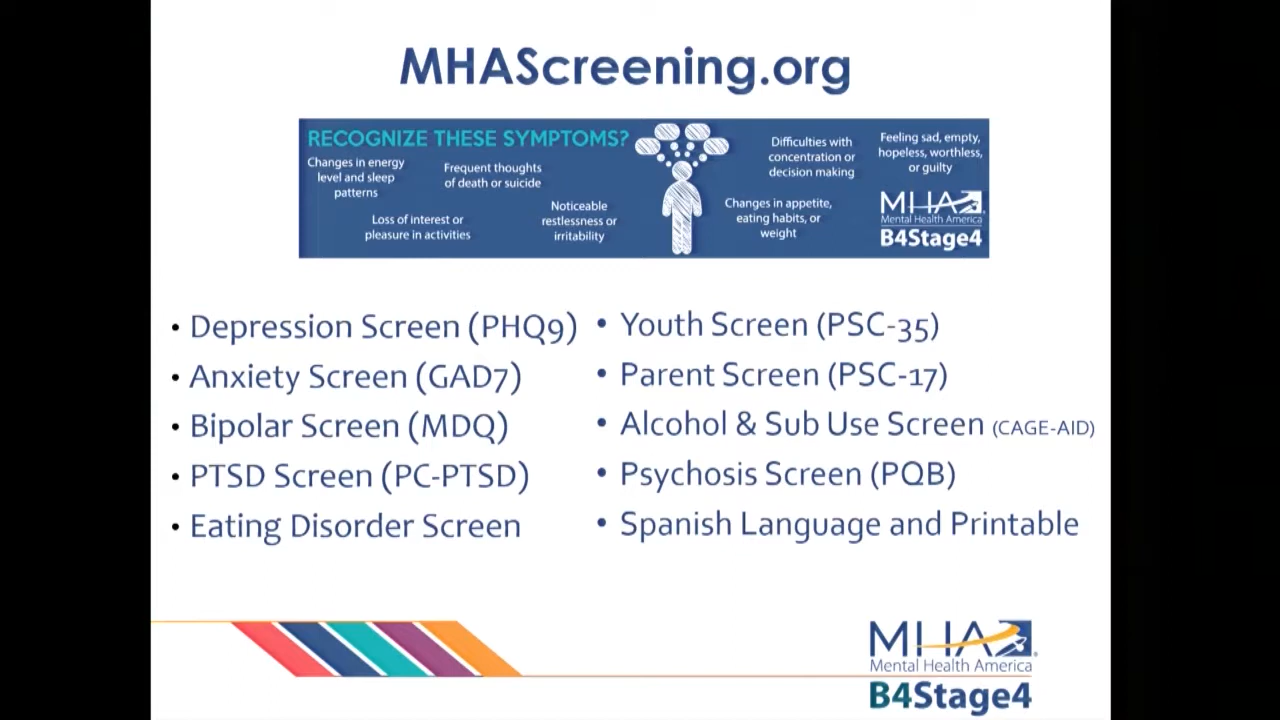 MHAScreening.org
RECOGNIZE THESE SYMPTOMS?
Changes in energy
level and sleep
patterns
Frequent thoughts
of death or suicide
Loss of interest or
pleasure in activities
Noticeable
restlessness or
irritability
Difficulties with
concentration or
decision making
Changes in appetite,
eating habits, or
weight
Feeling sad, empty,
hopeless, worthless,
or guilty
MHA
Mental Health America
B4Stage4
• Depression Screen (PHQ9)
• Anxiety Screen (GAD7)
• Bipolar Screen (MDQ)
• PTSD Screen (PC-PTSD)
• Eating Disorder Screen
• Youth Screen (PSC-35)
• Parent Screen (PSC-17)
• Alcohol & Sub Use Screen (CAGE-AID)
• Psychosis Screen (PQB)
• Spanish Language and Printable
MHA
Mental Health America
B4Stage4